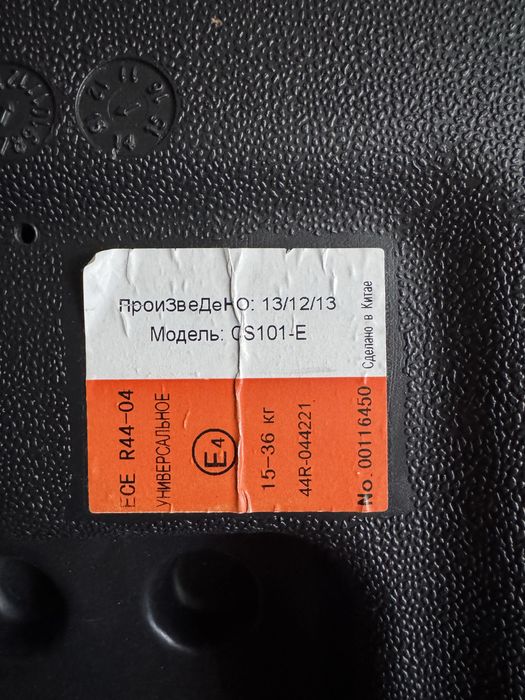 ПроиЗвеДеНО: 13/12/13
Модель: CS101-E
Сделано в Китае
ECE R44-04
УНИВЕРСАЛЬНОЕ
E4
15-36 кг
44R-044221
No. 00116450